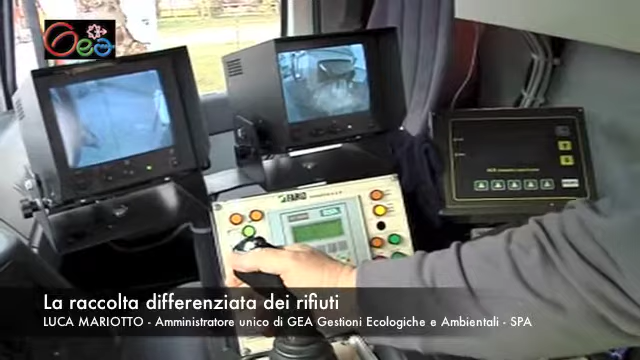 Gea
La raccolta differenziata dei rifiuti
LUCA MARIOTTO - Amministratore unico di GEA Gestioni Ecologiche e Ambientali - SPA